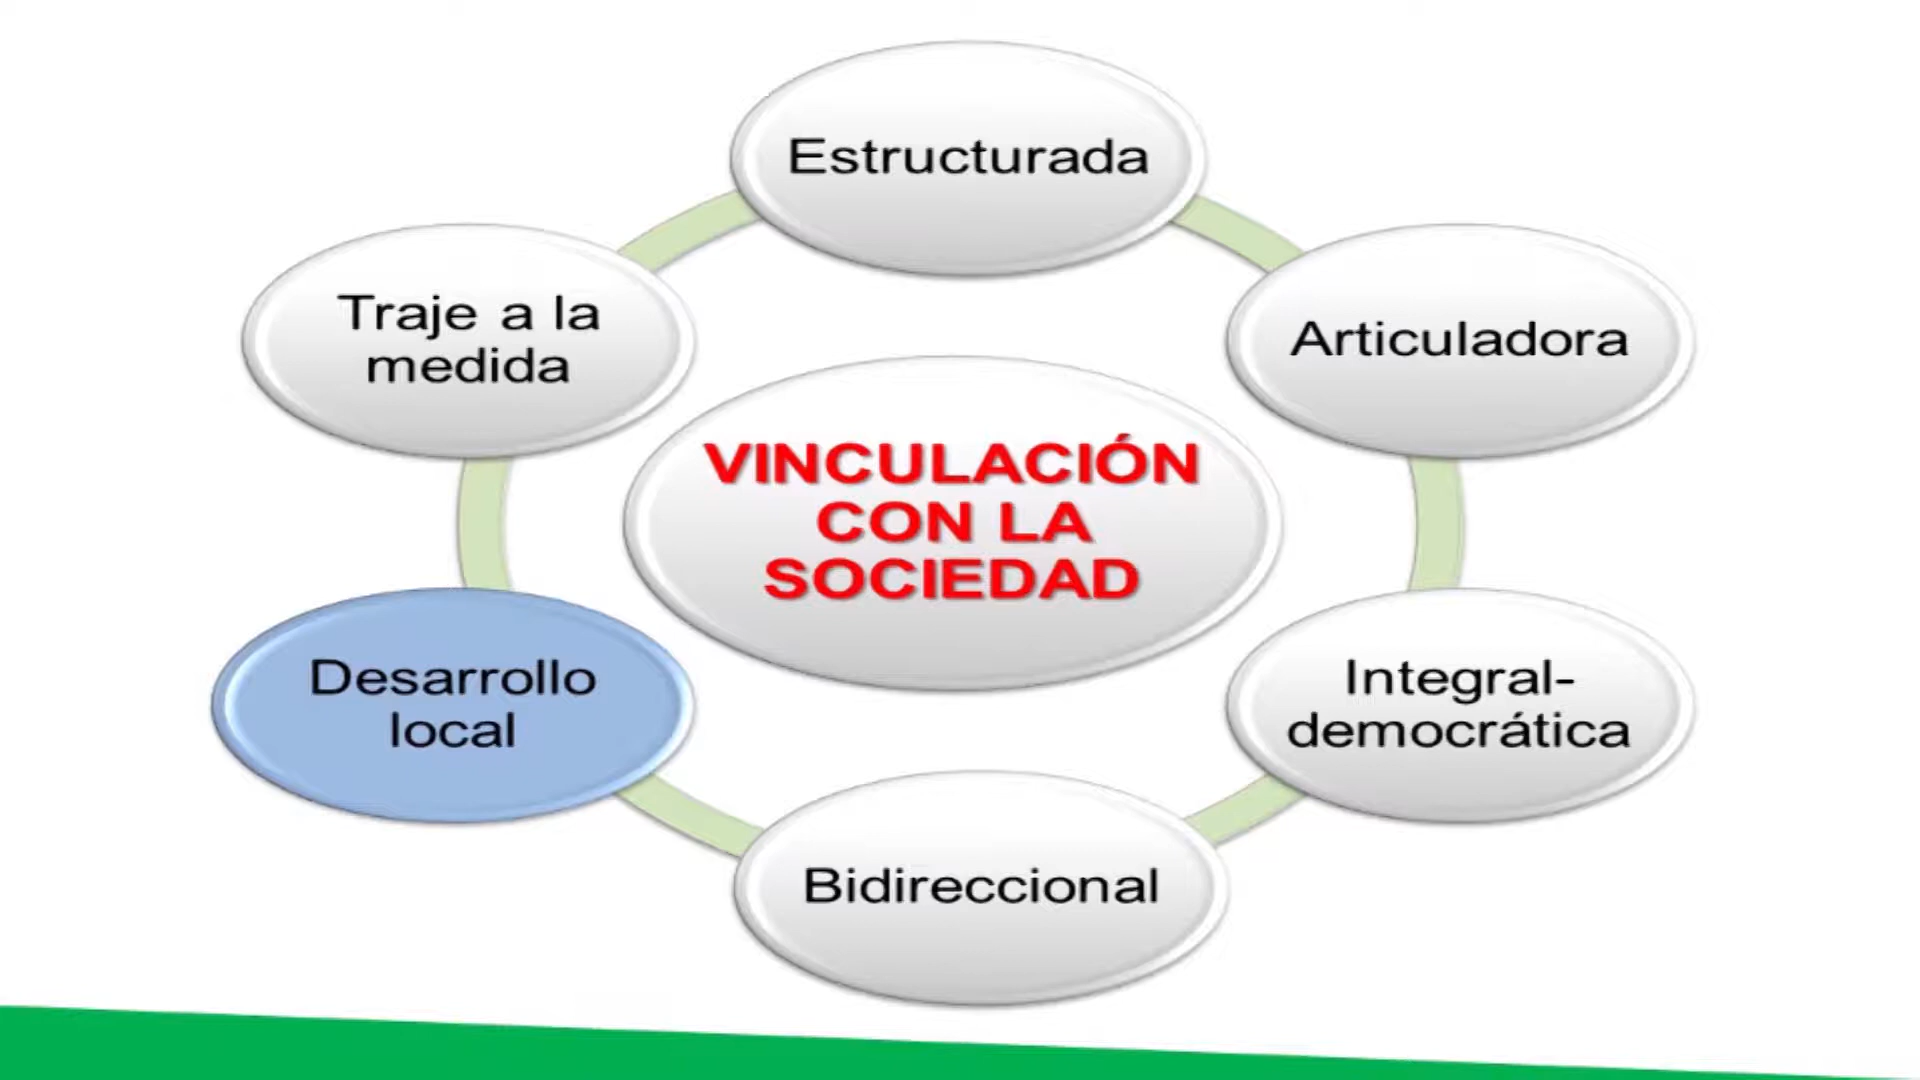 Estructurada
Traje a la
medida
Articuladora
VINCULACIÓN
CON LA
SOCIEDAD
Desarrollo
local
Integral-
democrática
Bidireccional